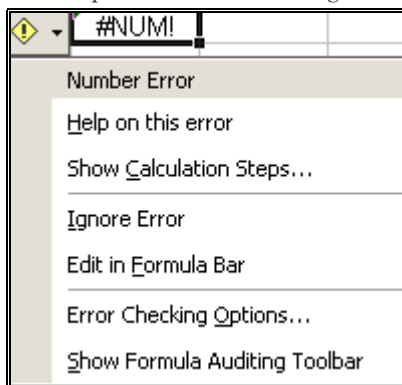 #NUM!
Number Error
Help on this error
Show Calculation Steps...
Ignore Error
Edit in Formula Bar
Error Checking Options...
Show Formula Auditing Toolbar